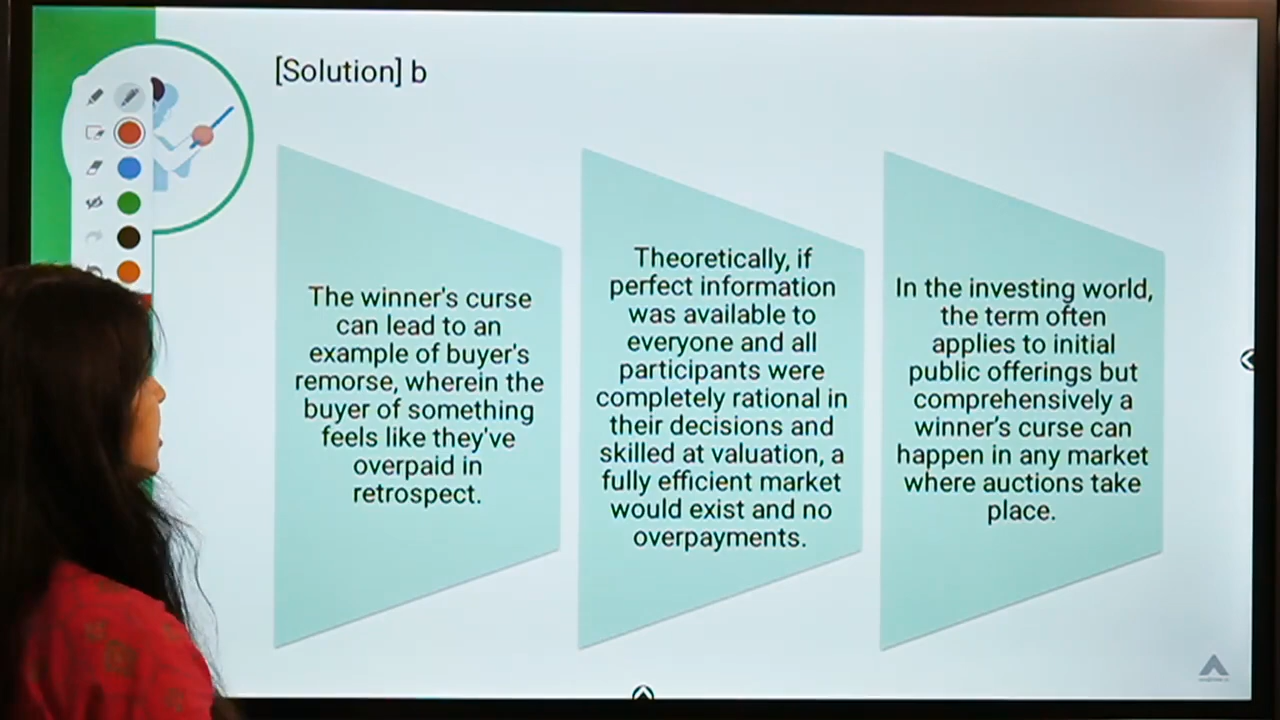 [Solution] b
The winner's curse
can lead to an
example of buyer's
remorse, wherein the
buyer of something
feels like they've
overpaid in
retrospect.
Theoretically, if
perfect information
was available to
everyone and all
participants were
completely rational in
their decisions and
skilled at valuation, a
fully efficient market
would exist and no
overpayments.
In the investing world,
the term often
applies to initial
public offerings but
comprehensively a
winner's curse can
happen in any market
where auctions take
place.